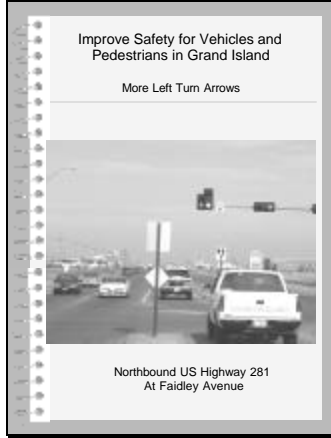 Improve Safety for Vehicles and
Pedestrians in Grand Island
More Left Turn Arrows
Northbound US Highway 281
At Faidley Avenue